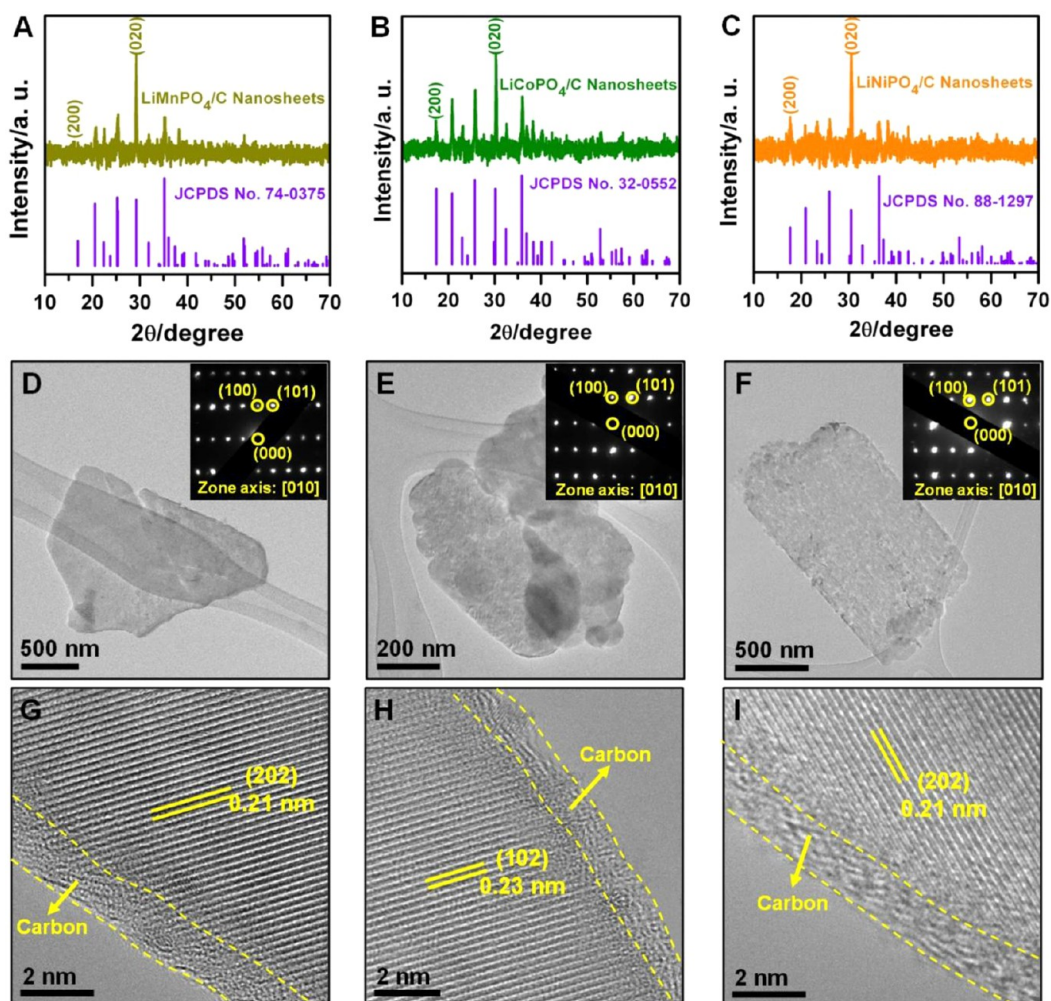 A
Intensity/a. u.
(200)
(020)
LiMnPO4/C Nanosheets
JCPDS No. 74-0375
10 20 30 40 50 60 70
2θ/degree
B
Intensity/a. u.
(200)
(020)
LiCoPO4/C Nanosheets
JCPDS No. 32-0552
10 20 30 40 50 60 70
2θ/degree
C
Intensity/a. u.
(200)
(020)
LiNiPO4/C Nanosheets
JCPDS No. 88-1297
10 20 30 40 50 60 70
2θ/degree
D
(100) (101)
(000)
Zone axis: [010]
500 nm
E
(100) (101)
(000)
Zone axis: [010]
200 nm
F
(100) (101)
(000)
Zone axis: [010]
500 nm
G
(202)
0.21 nm
Carbon
2 nm
H
Carbon
(102)
0.23 nm
2 nm
I
(202)
0.21 nm
Carbon
2 nm